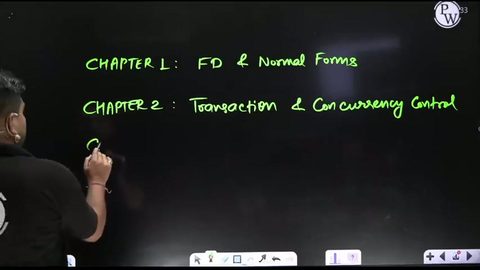 CHAPTER 1: FD & Normal Forms
CHAPTER 2: Transaction & Concurrency Control
C